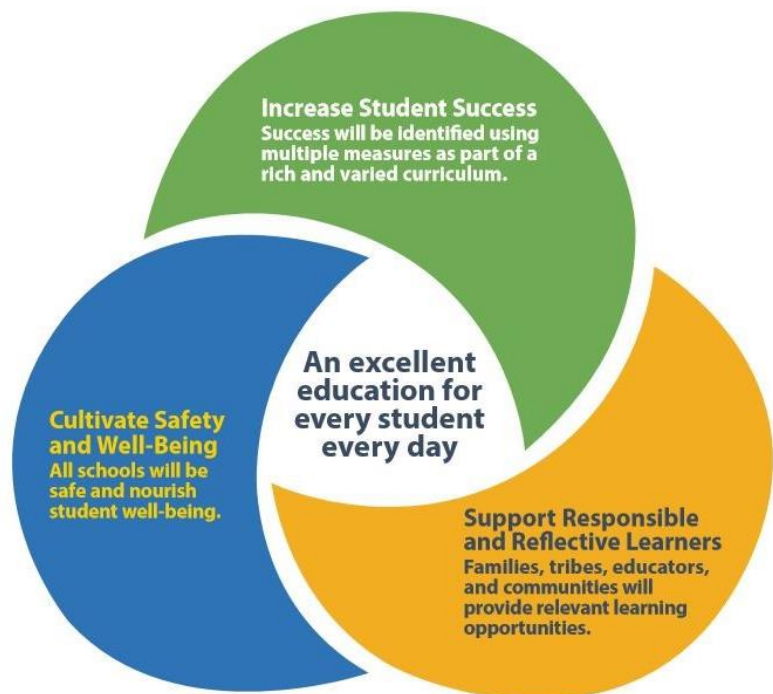 Increase Student Success
Success will be identified using
multiple measures as part of a
rich and varied curriculum.
An excellent
education for
every student
every day
Cultivate Safety
and Well-Being
All schools will be
safe and nourish
student well-being.
Support Responsible
and Reflective Learners
Families, tribes, educators,
and communities will
provide relevant learning
opportunities.